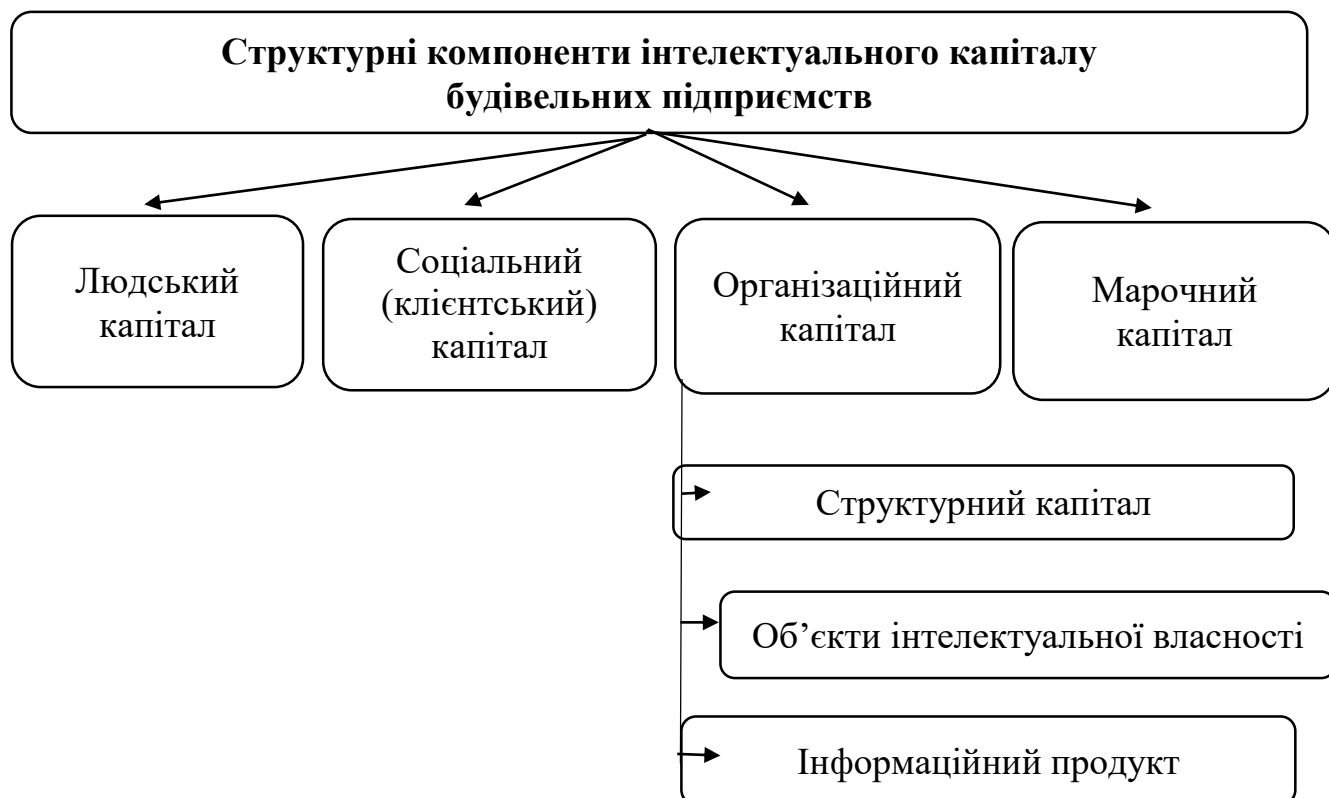 Структурні компоненти інтелектуального капіталу
будівельних підприємств
Людський
капітал
Соціальний
(клієнтський)
капітал
Організаційний
капітал
Марочний
капітал
Структурний капітал
Об’єкти інтелектуальної власності
Інформаційний продукт